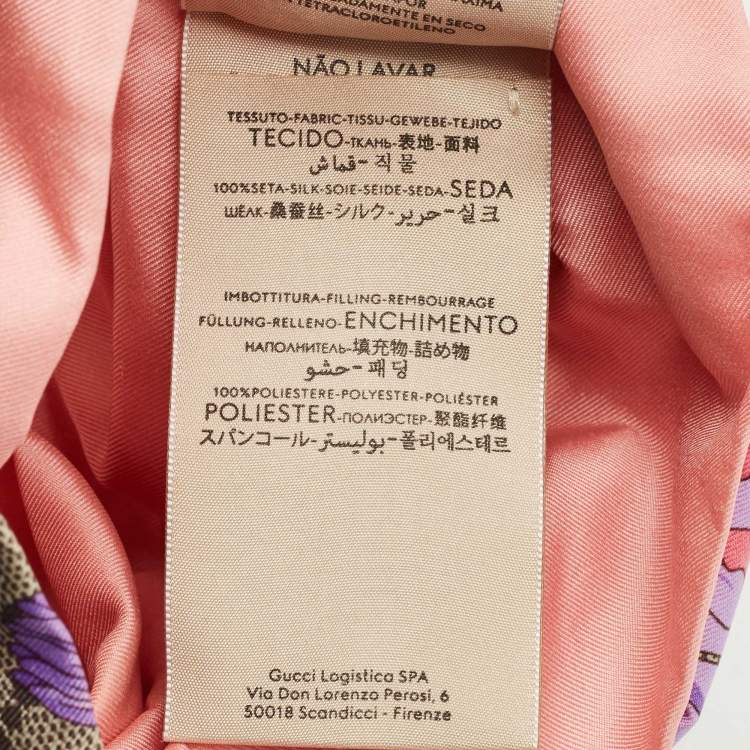 ADAMENTE EN SECO
TETRACLOROETILENO
NÃO LAVAR
TESSUTO-FABRIC-TISSU-GEWEBE-TEJIDO
TECIDO-ТКАНЬ-表地-面料
قماش-직물
100%SETA-SILK-SOIE-SEIDE-SEDA-SEDA
ШЁЛК-桑蚕丝-シルク-حرير-실크
IMBOTTITURA-FILLING-REMBOURRAGE
FÜLLUNG-RELLENO-ENCHIMENTO
НАПОЛНИТЕЛЬ-填充物-詰め物
حشو-패딩
100%POLIESTERE-POLYESTER-POLIÉSTER
POLIESTER-ПОЛИЭСТЕР-聚酯纤维
スパンコール-بوليستر-폴리에스테르
Gucci Logistica SPA
Via Don Lorenzo Perosi, 6
50018 Scandicci - Firenze